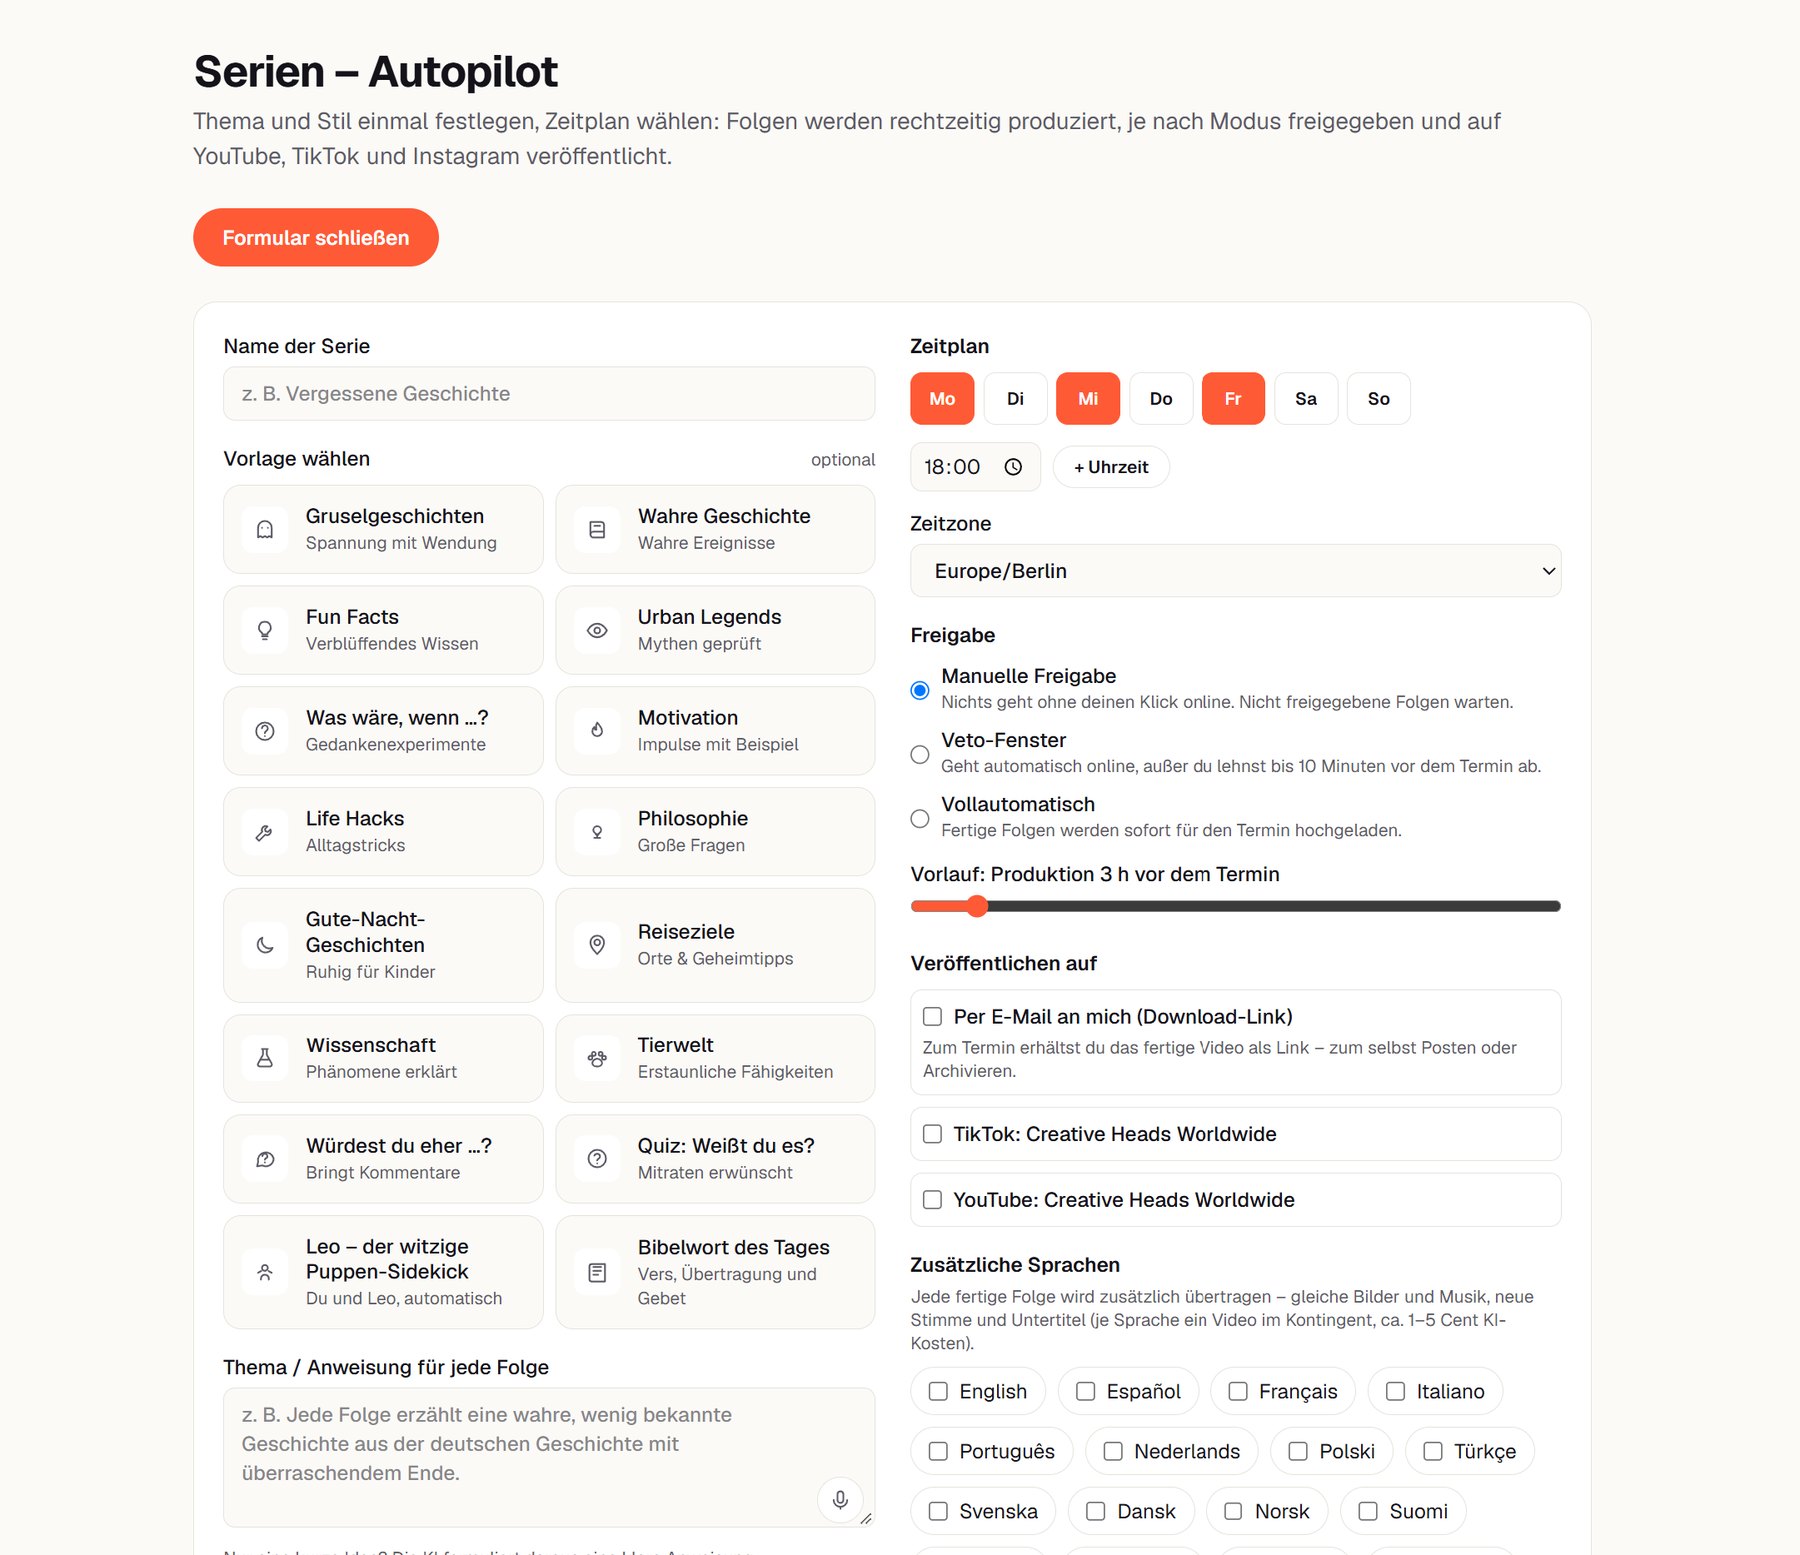 Serien – Autopilot
Thema und Stil einmal festlegen, Zeitplan wählen: Folgen werden rechtzeitig produziert, je nach Modus freigegeben und auf
YouTube, TikTok und Instagram veröffentlicht.
Formular schließen
Name der Serie
z. B. Vergessene Geschichte
Vorlage wählen
optional
Gruselgeschichten
Spannung mit Wendung
Wahre Geschichte
Wahre Ereignisse
Fun Facts
Verblüffendes Wissen
Urban Legends
Mythen geprüft
Was wäre, wenn …?
Gedankenexperimente
Motivation
Impulse mit Beispiel
Life Hacks
Alltagstricks
Philosophie
Große Fragen
Gute-Nacht-
Geschichten
Ruhig für Kinder
Reiseziele
Orte & Geheimtipps
Wissenschaft
Phänomene erklärt
Tierwelt
Erstaunliche Fähigkeiten
Würdest du eher …?
Bringt Kommentare
Quiz: Weißt du es?
Mitraten erwünscht
Leo – der witzige
Puppen-Sidekick
Du und Leo, automatisch
Bibelwort des Tages
Vers, Übertragung und
Gebet
Thema / Anweisung für jede Folge
z. B. Jede Folge erzählt eine wahre, wenig bekannte
Geschichte aus der deutschen Geschichte mit
überraschendem Ende.
Zeitplan
Mo Di Mi Do Fr Sa So
18:00
+ Uhrzeit
Zeitzone
Europe/Berlin
Freigabe
Manuelle Freigabe
Nichts geht ohne deinen Klick online. Nicht freigegebene Folgen warten.
Veto-Fenster
Geht automatisch online, außer du lehnst bis 10 Minuten vor dem Termin ab.
Vollautomatisch
Fertige Folgen werden sofort für den Termin hochgeladen.
Vorlauf: Produktion 3 h vor dem Termin
Veröffentlichen auf
Per E-Mail an mich (Download-Link)
Zum Termin erhältst du das fertige Video als Link – zum selbst Posten oder
Archivieren.
TikTok: Creative Heads Worldwide
YouTube: Creative Heads Worldwide
Zusätzliche Sprachen
Jede fertige Folge wird zusätzlich übertragen – gleiche Bilder und Musik, neue
Stimme und Untertitel (je Sprache ein Video im Kontingent, ca. 1–5 Cent KI-
Kosten).
English Español Français Italiano
Português Nederlands Polski Türkçe
Svenska Dansk Norsk Suomi